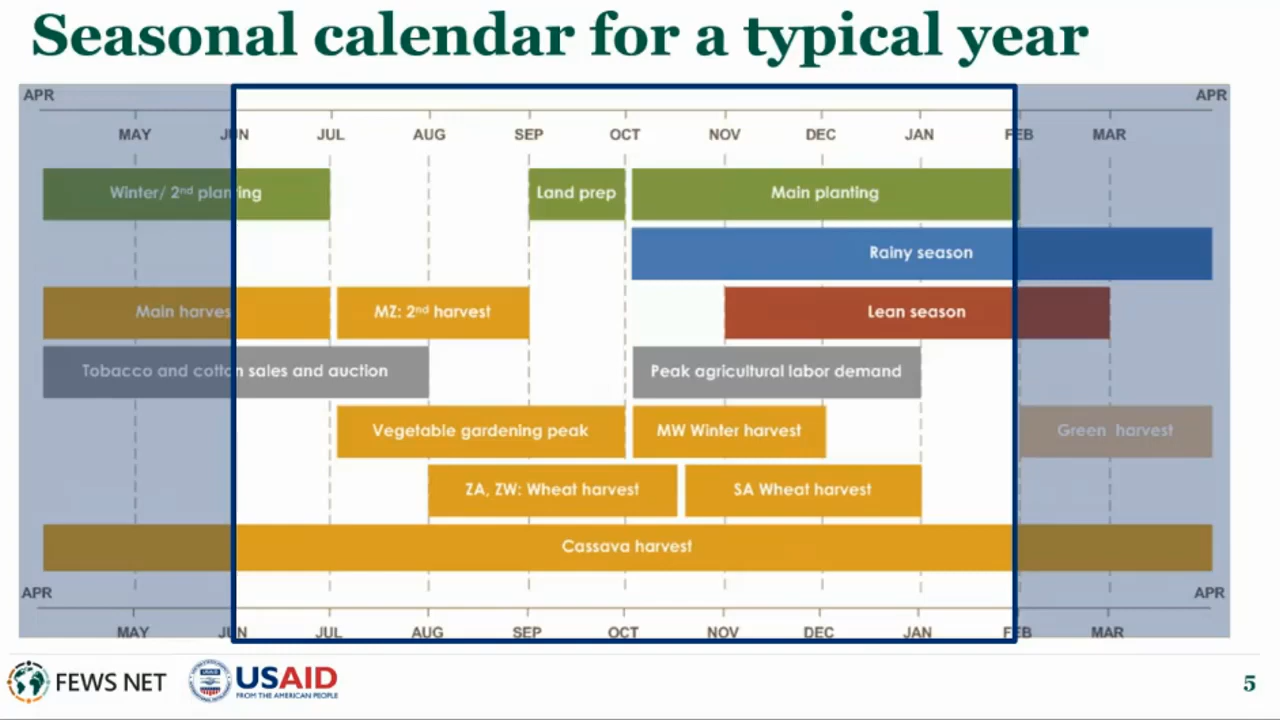 Seasonal calendar for a typical year
APR APR
MAY JUN JUL AUG SEP OCT NOV DEC JAN FEB MAR
Winter/ 2nd planting Land prep Main planting
Rainy season
Main harvest MZ: 2nd harvest Lean season
Tobacco and cotton sales and auction Peak agricultural labor demand
Vegetable gardening peak MW Winter harvest Green harvest
ZA, ZW: Wheat harvest SA Wheat harvest
Cassava harvest
APR APR
MAY JUN JUL AUG SEP OCT NOV DEC JAN FEB MAR
FEWS NET USAID
FROM THE AMERICAN PEOPLE
5